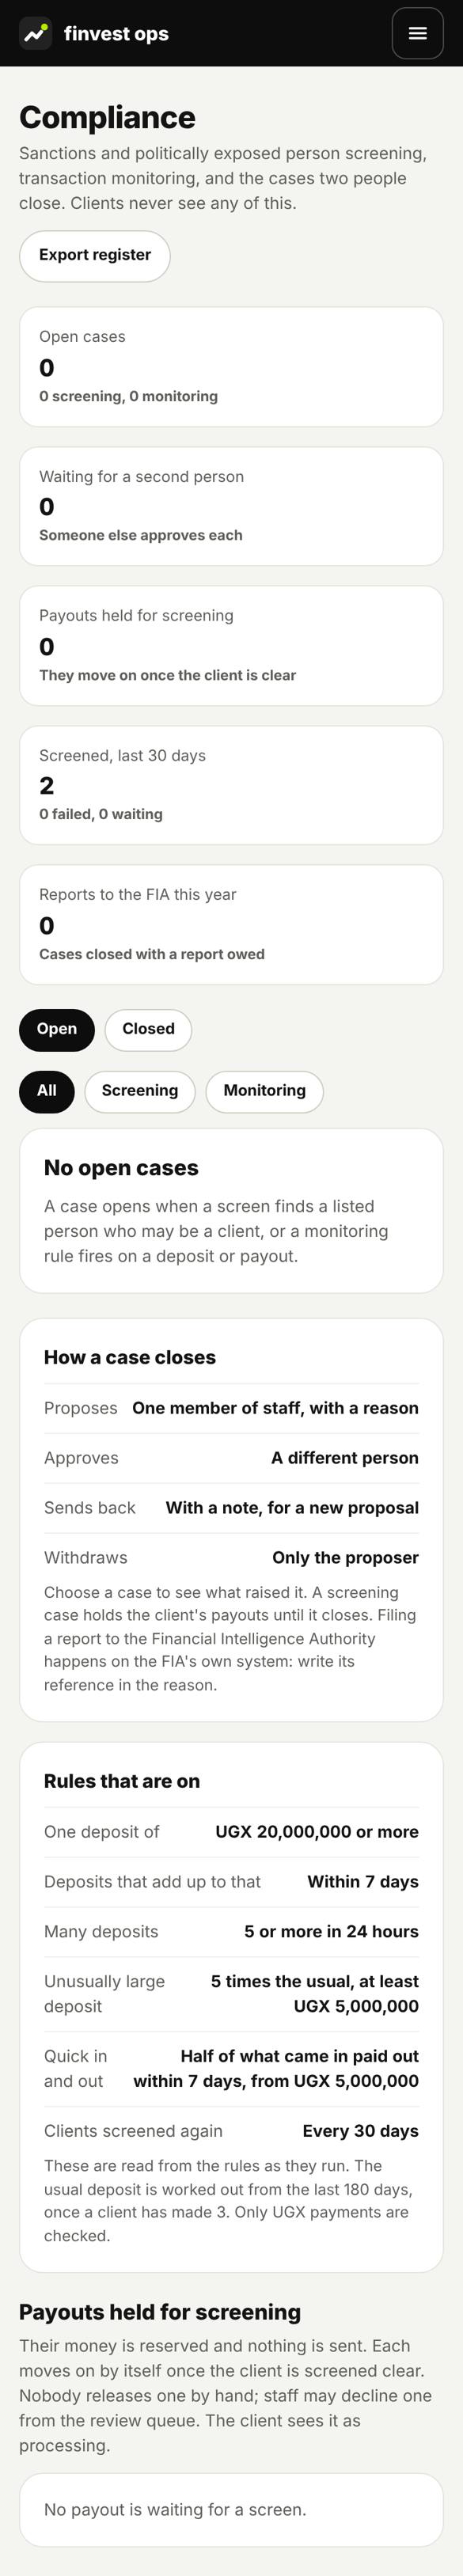 finvest ops
Compliance
Sanctions and politically exposed person screening,
transaction monitoring, and the cases two people
close. Clients never see any of this.
Export register
Open cases
0
0 screening, 0 monitoring
Waiting for a second person
0
Someone else approves each
Payouts held for screening
0
They move on once the client is clear
Screened, last 30 days
2
0 failed, 0 waiting
Reports to the FIA this year
0
Cases closed with a report owed
Open Closed
All Screening Monitoring
No open cases
A case opens when a screen finds a listed
person who may be a client, or a monitoring
rule fires on a deposit or payout.
How a case closes
Proposes One member of staff, with a reason
Approves A different person
Sends back With a note, for a new proposal
Withdraws Only the proposer
Choose a case to see what raised it. A screening
case holds the client's payouts until it closes. Filing
a report to the Financial Intelligence Authority
happens on the FIA's own system: write its
reference in the reason.
Rules that are on
One deposit of UGX 20,000,000 or more
Deposits that add up to that Within 7 days
Many deposits 5 or more in 24 hours
Unusually large 5 times the usual, at least
deposit UGX 5,000,000
Quick in Half of what came in paid out
and out within 7 days, from UGX 5,000,000
Clients screened again Every 30 days
These are read from the rules as they run. The
usual deposit is worked out from the last 180 days,
once a client has made 3. Only UGX payments are
checked.
Payouts held for screening
Their money is reserved and nothing is sent. Each
moves on by itself once the client is screened clear.
Nobody releases one by hand; staff may decline one
from the review queue. The client sees it as
processing.
No payout is waiting for a screen.